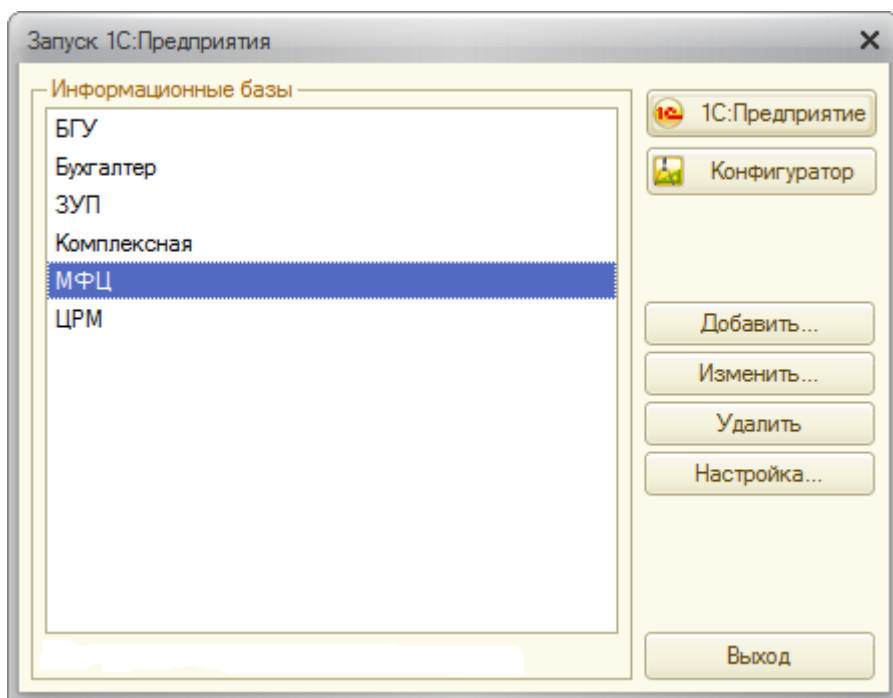 Запуск 1С:Предприятия
Информационные базы
БГУ
Бухгалтер
ЗУП
Комплексная
МФЦ
ЦРМ
1С:Предприятие
Конфигуратор
Добавить...
Изменить...
Удалить
Настройка...
Выход